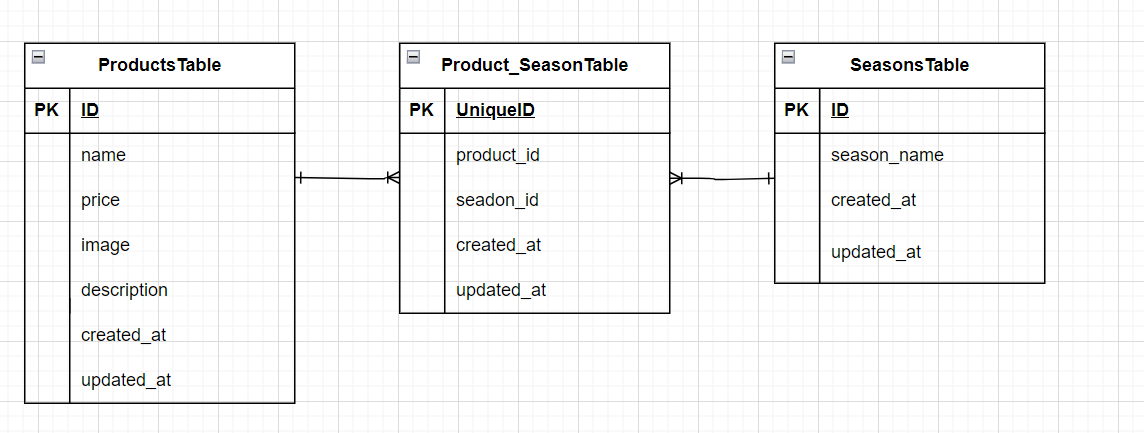 ProductsTable
PK ID
name
price
image
description
created_at
updated_at
Product_SeasonTable
PK UniqueID
product_id
seadon_id
created_at
updated_at
SeasonsTable
PK ID
season_name
created_at
updated_at